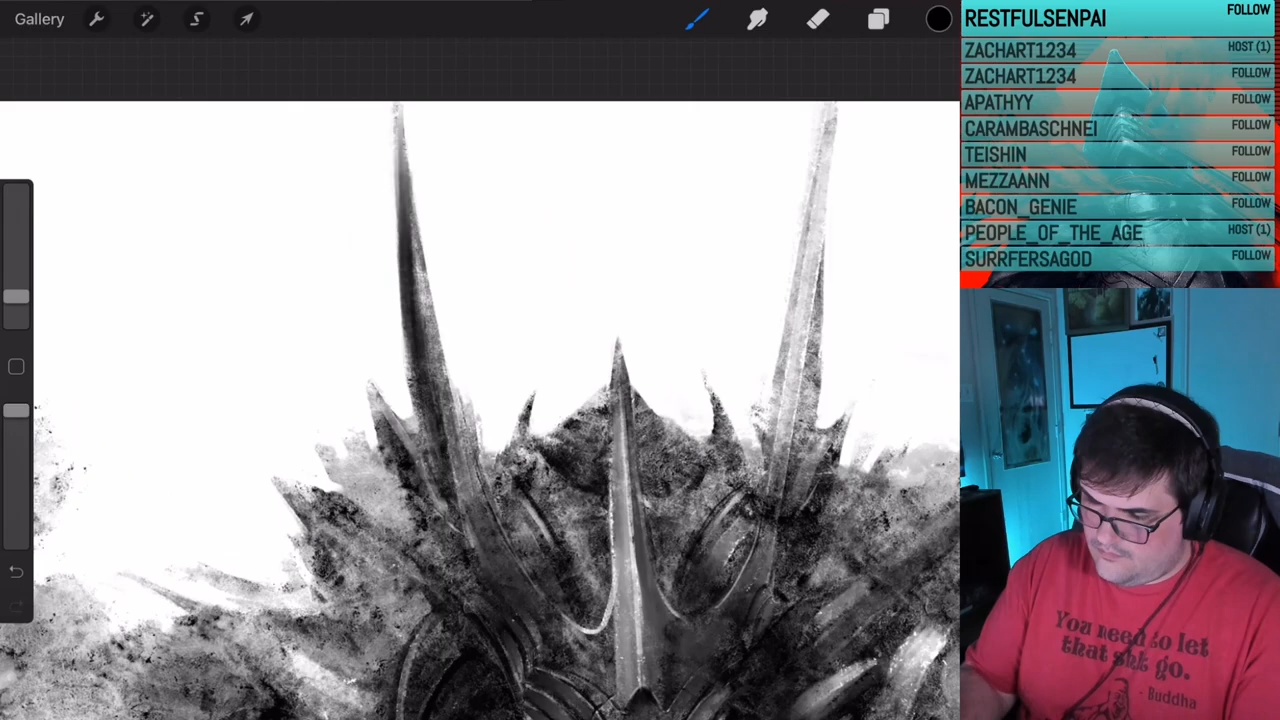 Gallery
RESTFULSENPAI FOLLOW
ZACHART1234 HOST (1)
ZACHART1234 FOLLOW
APATHYY FOLLOW
CARAMBASCHNEI FOLLOW
TEISHIN FOLLOW
MEZZAANN FOLLOW
BACON_GENIE FOLLOW
PEOPLE_OF_THE_AGE HOST (1)
SURRFERSAGOD FOLLOW
You need to let
that sh*t go.
- Buddha